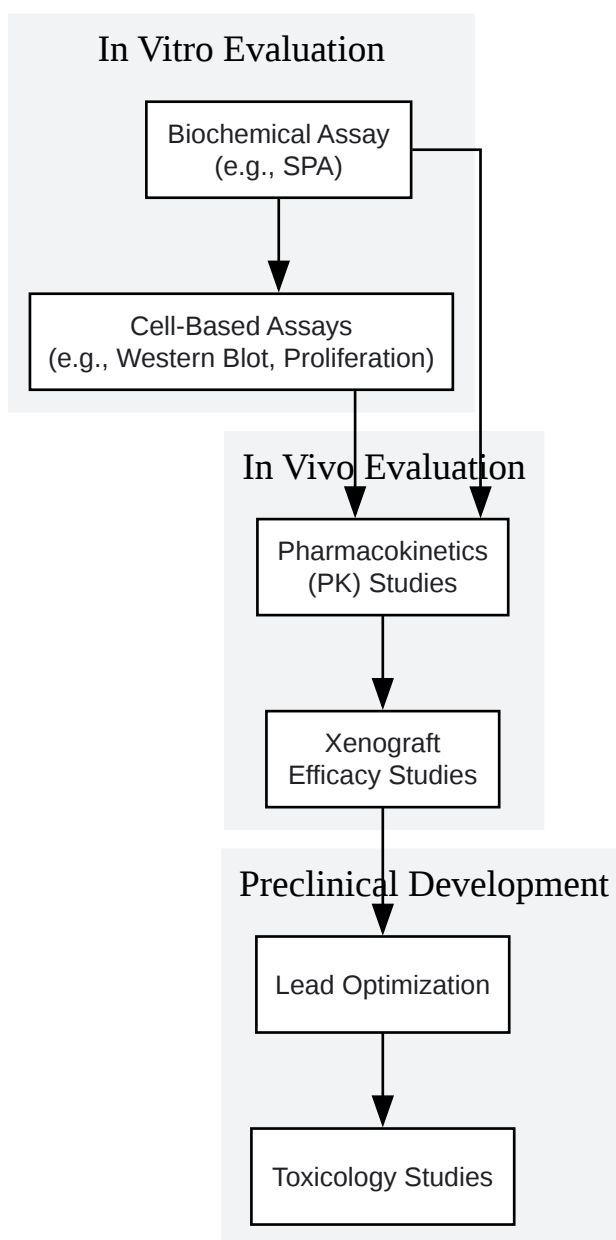 In Vitro Evaluation
Biochemical Assay
(e.g., SPA)
Cell-Based Assays
(e.g., Western Blot, Proliferation)
In Vivo Evaluation
Pharmacokinetics
(PK) Studies
Xenograft
Efficacy Studies
Preclinical Development
Lead Optimization
Toxicology Studies